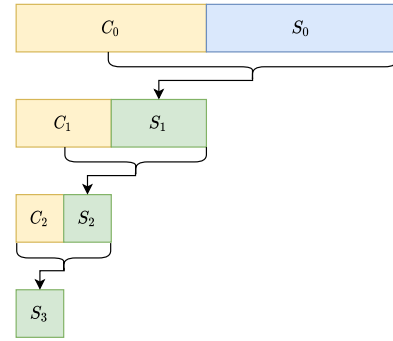 C₀ S₀
C₁ S₁
C₂ S₂
S₃